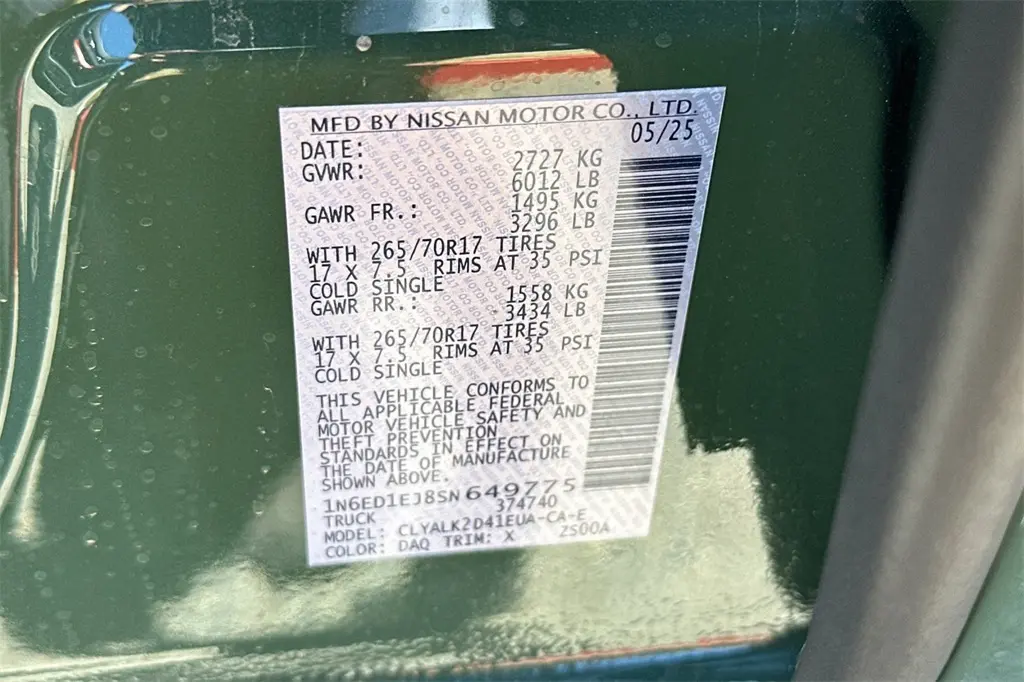 MFD BY NISSAN MOTOR CO., LTD.
DATE: 05/25
GVWR: 2727 KG
6012 LB
GAWR FR.: 1495 KG
3296 LB
WITH 265/70R17 TIRES
17 X 7.5 RIMS AT 35 PSI
COLD SINGLE
GAWR RR.: 1558 KG
3434 LB
WITH 265/70R17 TIRES
17 X 7.5 RIMS AT 35 PSI
COLD SINGLE
THIS VEHICLE CONFORMS TO
ALL APPLICABLE FEDERAL
MOTOR VEHICLE SAFETY AND
THEFT PREVENTION
STANDARDS IN EFFECT ON
THE DATE OF MANUFACTURE
SHOWN ABOVE.
1N6ED1EJ8SN649775
TRUCK 374740
MODEL: CLYALK2D41EUA-CA-E
COLOR: DAQ TRIM: X ZS00A